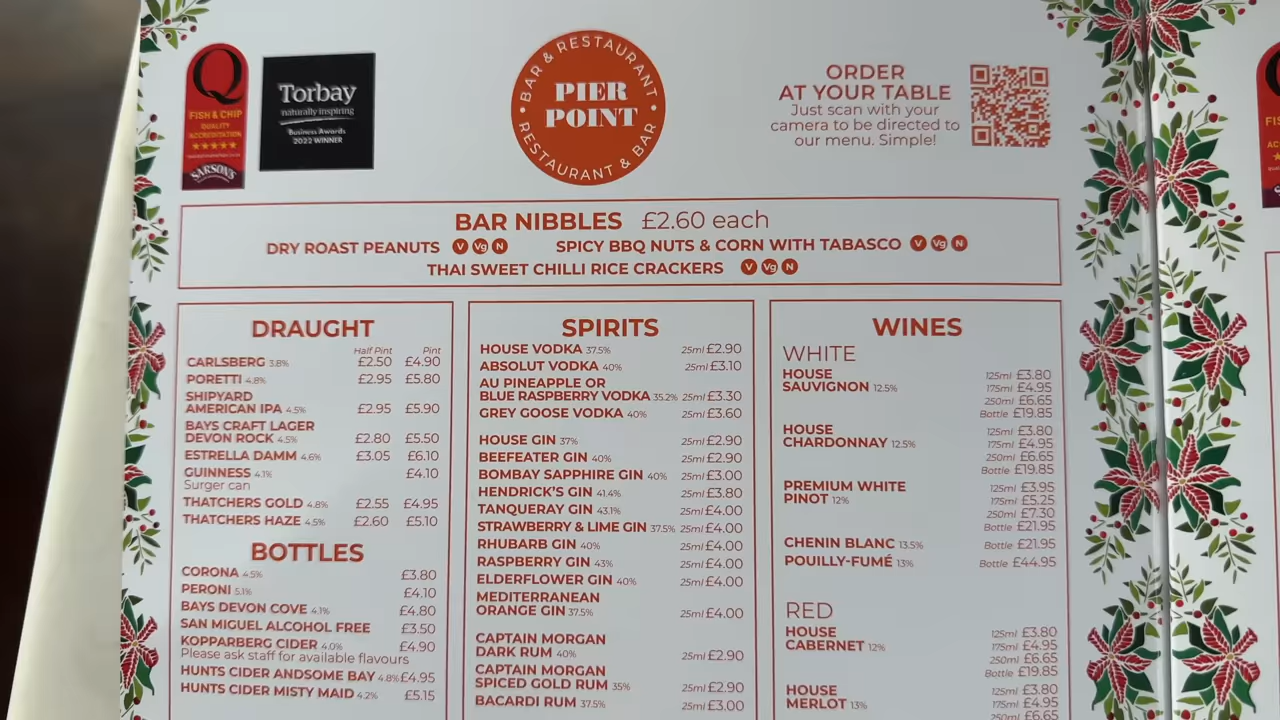 Q
FISH & CHIP
QUALITY
ACCREDITATION
SARSON'S
Torbay
naturally inspiring
Business Awards
2022 WINNER
BAR & RESTAURANT
PIER
POINT
RESTAURANT & BAR
ORDER
AT YOUR TABLE
Just scan with your
camera to be directed to
our menu. Simple!
BAR NIBBLES £2.60 each
DRY ROAST PEANUTS V Vg N SPICY BBQ NUTS & CORN WITH TABASCO V Vg N
THAI SWEET CHILLI RICE CRACKERS V Vg N
DRAUGHT
Half Pint Pint
CARLSBERG 3.8% £2.50 £4.90
PORETTI 4.8% £2.95 £5.80
SHIPYARD
AMERICAN IPA 4.5% £2.95 £5.90
BAYS CRAFT LAGER
DEVON ROCK 4.5% £2.80 £5.50
ESTRELLA DAMM 4.6% £3.05 £6.10
GUINNESS 4.1% £4.10
Surger can
THATCHERS GOLD 4.8% £2.55 £4.95
THATCHERS HAZE 4.5% £2.60 £5.10
BOTTLES
CORONA 4.5% £3.80
PERONI 5.1% £4.10
BAYS DEVON COVE 4.1% £4.80
SAN MIGUEL ALCOHOL FREE £3.50
KOPPARBERG CIDER 4.0% £4.90
Please ask staff for available flavours
HUNTS CIDER ANDSOME BAY 4.8% £4.95
HUNTS CIDER MISTY MAID 4.2% £5.15
SPIRITS
HOUSE VODKA 37.5% 25ml £2.90
ABSOLUT VODKA 40% 25ml £3.10
AU PINEAPPLE OR
BLUE RASPBERRY VODKA 35.2% 25ml £3.30
GREY GOOSE VODKA 40% 25ml £3.60
HOUSE GIN 37% 25ml £2.90
BEEFEATER GIN 40% 25ml £2.90
BOMBAY SAPPHIRE GIN 40% 25ml £3.00
HENDRICK'S GIN 41.4% 25ml £3.80
TANQUERAY GIN 43.1% 25ml £4.00
STRAWBERRY & LIME GIN 37.5% 25ml £4.00
RHUBARB GIN 40% 25ml £4.00
RASPBERRY GIN 43% 25ml £4.00
ELDERFLOWER GIN 40% 25ml £4.00
MEDITERRANEAN
ORANGE GIN 37.5% 25ml £4.00
CAPTAIN MORGAN
DARK RUM 40% 25ml £2.90
CAPTAIN MORGAN
SPICED GOLD RUM 35% 25ml £2.90
BACARDI RUM 37.5% 25ml £3.00
WINES
WHITE
HOUSE 125ml £3.80
SAUVIGNON 12.5% 175ml £4.95
250ml £6.65
Bottle £19.85
HOUSE 125ml £3.80
CHARDONNAY 12.5% 175ml £4.95
250ml £6.65
Bottle £19.85
PREMIUM WHITE 125ml £3.95
PINOT 12% 175ml £5.25
250ml £7.30
Bottle £21.95
CHENIN BLANC 13.5% Bottle £21.95
POUILLY-FUMÉ 13% Bottle £44.95
RED
HOUSE 125ml £3.80
CABERNET 12% 175ml £4.95
250ml £6.65
Bottle £19.85
HOUSE 125ml £3.80
MERLOT 13% 175ml £4.95
250ml £6.65